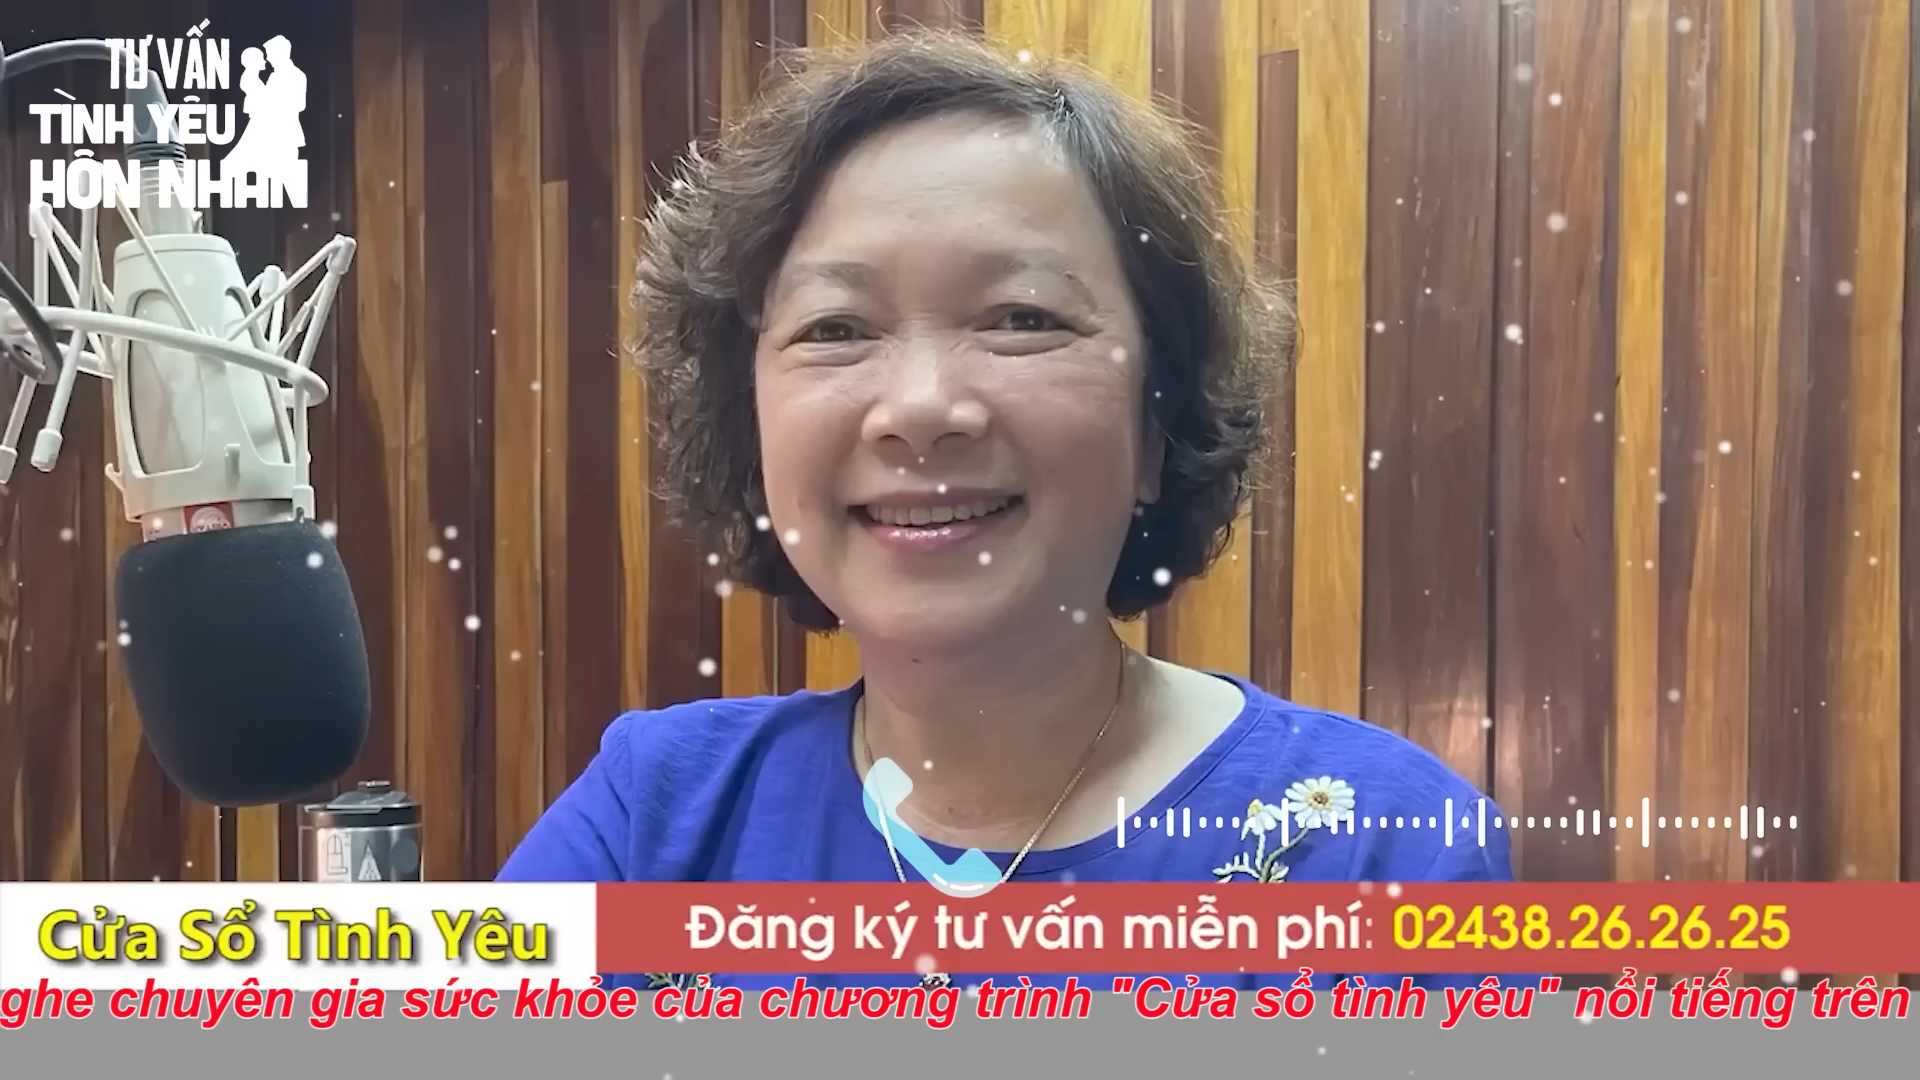 TƯ VẤN
TÌNH YÊU
HÔN NHÂN
Cửa Sổ Tình Yêu
Đăng ký tư vấn miễn phí: 02438.26.26.25
ghe chuyên gia sức khỏe của chương trình "Cửa sổ tình yêu" nổi tiếng trên